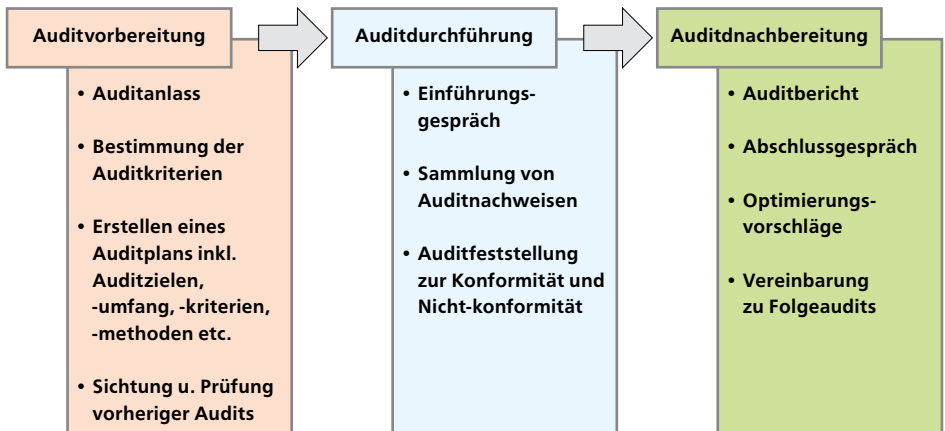 Auditvorbereitung
• Auditanlass
• Bestimmung der
Auditkriterien
• Erstellen eines
Auditplans inkl.
Auditzielen,
-umfang, -kriterien,
-methoden etc.
• Sichtung u. Prüfung
vorheriger Audits
Auditdurchführung
• Einführungs-
gespräch
• Sammlung von
Auditnachweisen
• Auditfeststellung
zur Konformität und
Nicht-konformität
Auditdnachbereitung
• Auditbericht
• Abschlussgespräch
• Optimierungs-
vorschläge
• Vereinbarung
zu Folgeaudits